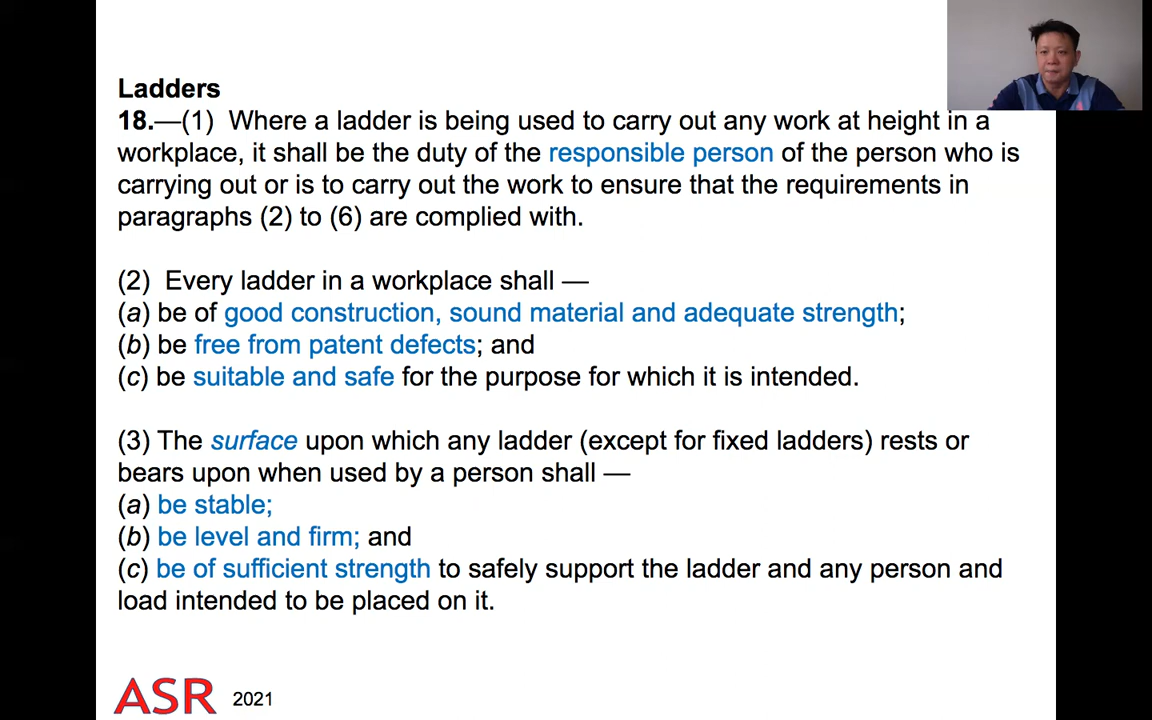 Ladders
18.—(1) Where a ladder is being used to carry out any work at height in a
workplace, it shall be the duty of the responsible person of the person who is
carrying out or is to carry out the work to ensure that the requirements in
paragraphs (2) to (6) are complied with.
(2) Every ladder in a workplace shall —
(a) be of good construction, sound material and adequate strength;
(b) be free from patent defects; and
(c) be suitable and safe for the purpose for which it is intended.
(3) The surface upon which any ladder (except for fixed ladders) rests or
bears upon when used by a person shall —
(a) be stable;
(b) be level and firm; and
(c) be of sufficient strength to safely support the ladder and any person and
load intended to be placed on it.
ASR 2021